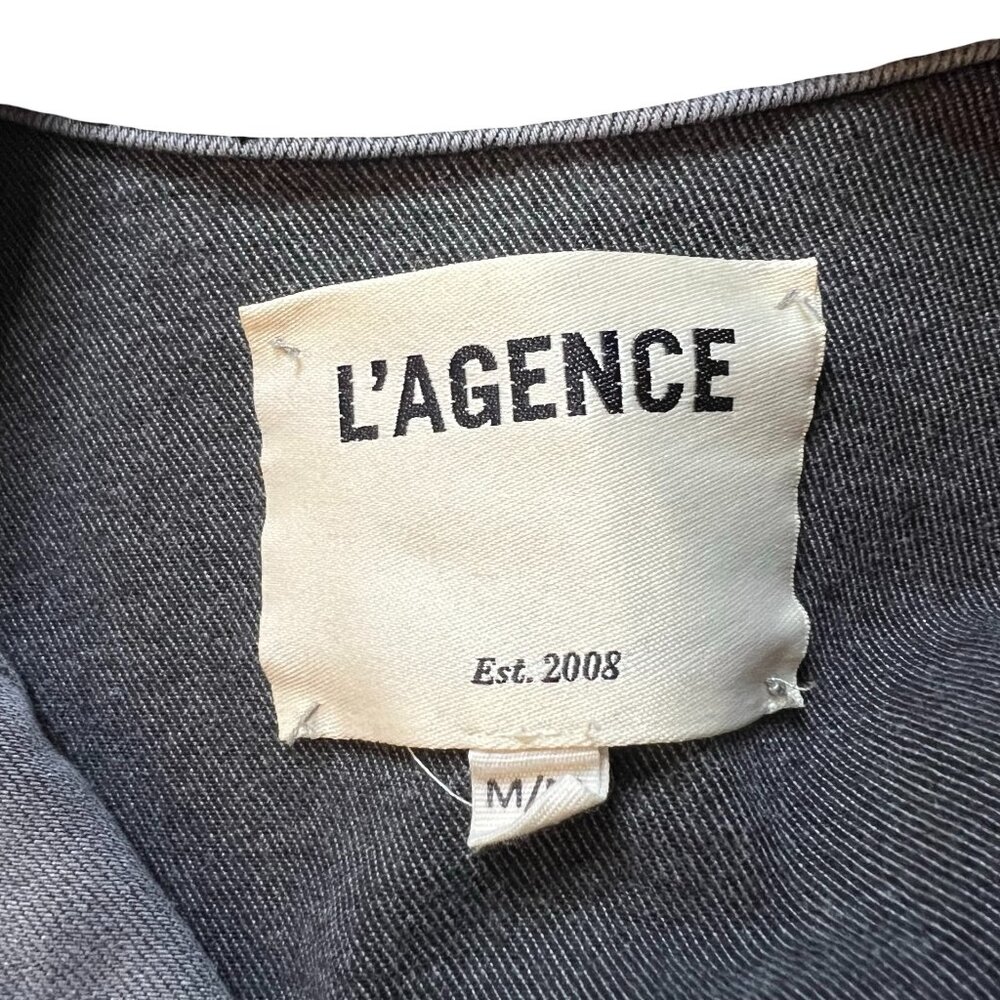 L'AGENCE
Est. 2008
M/